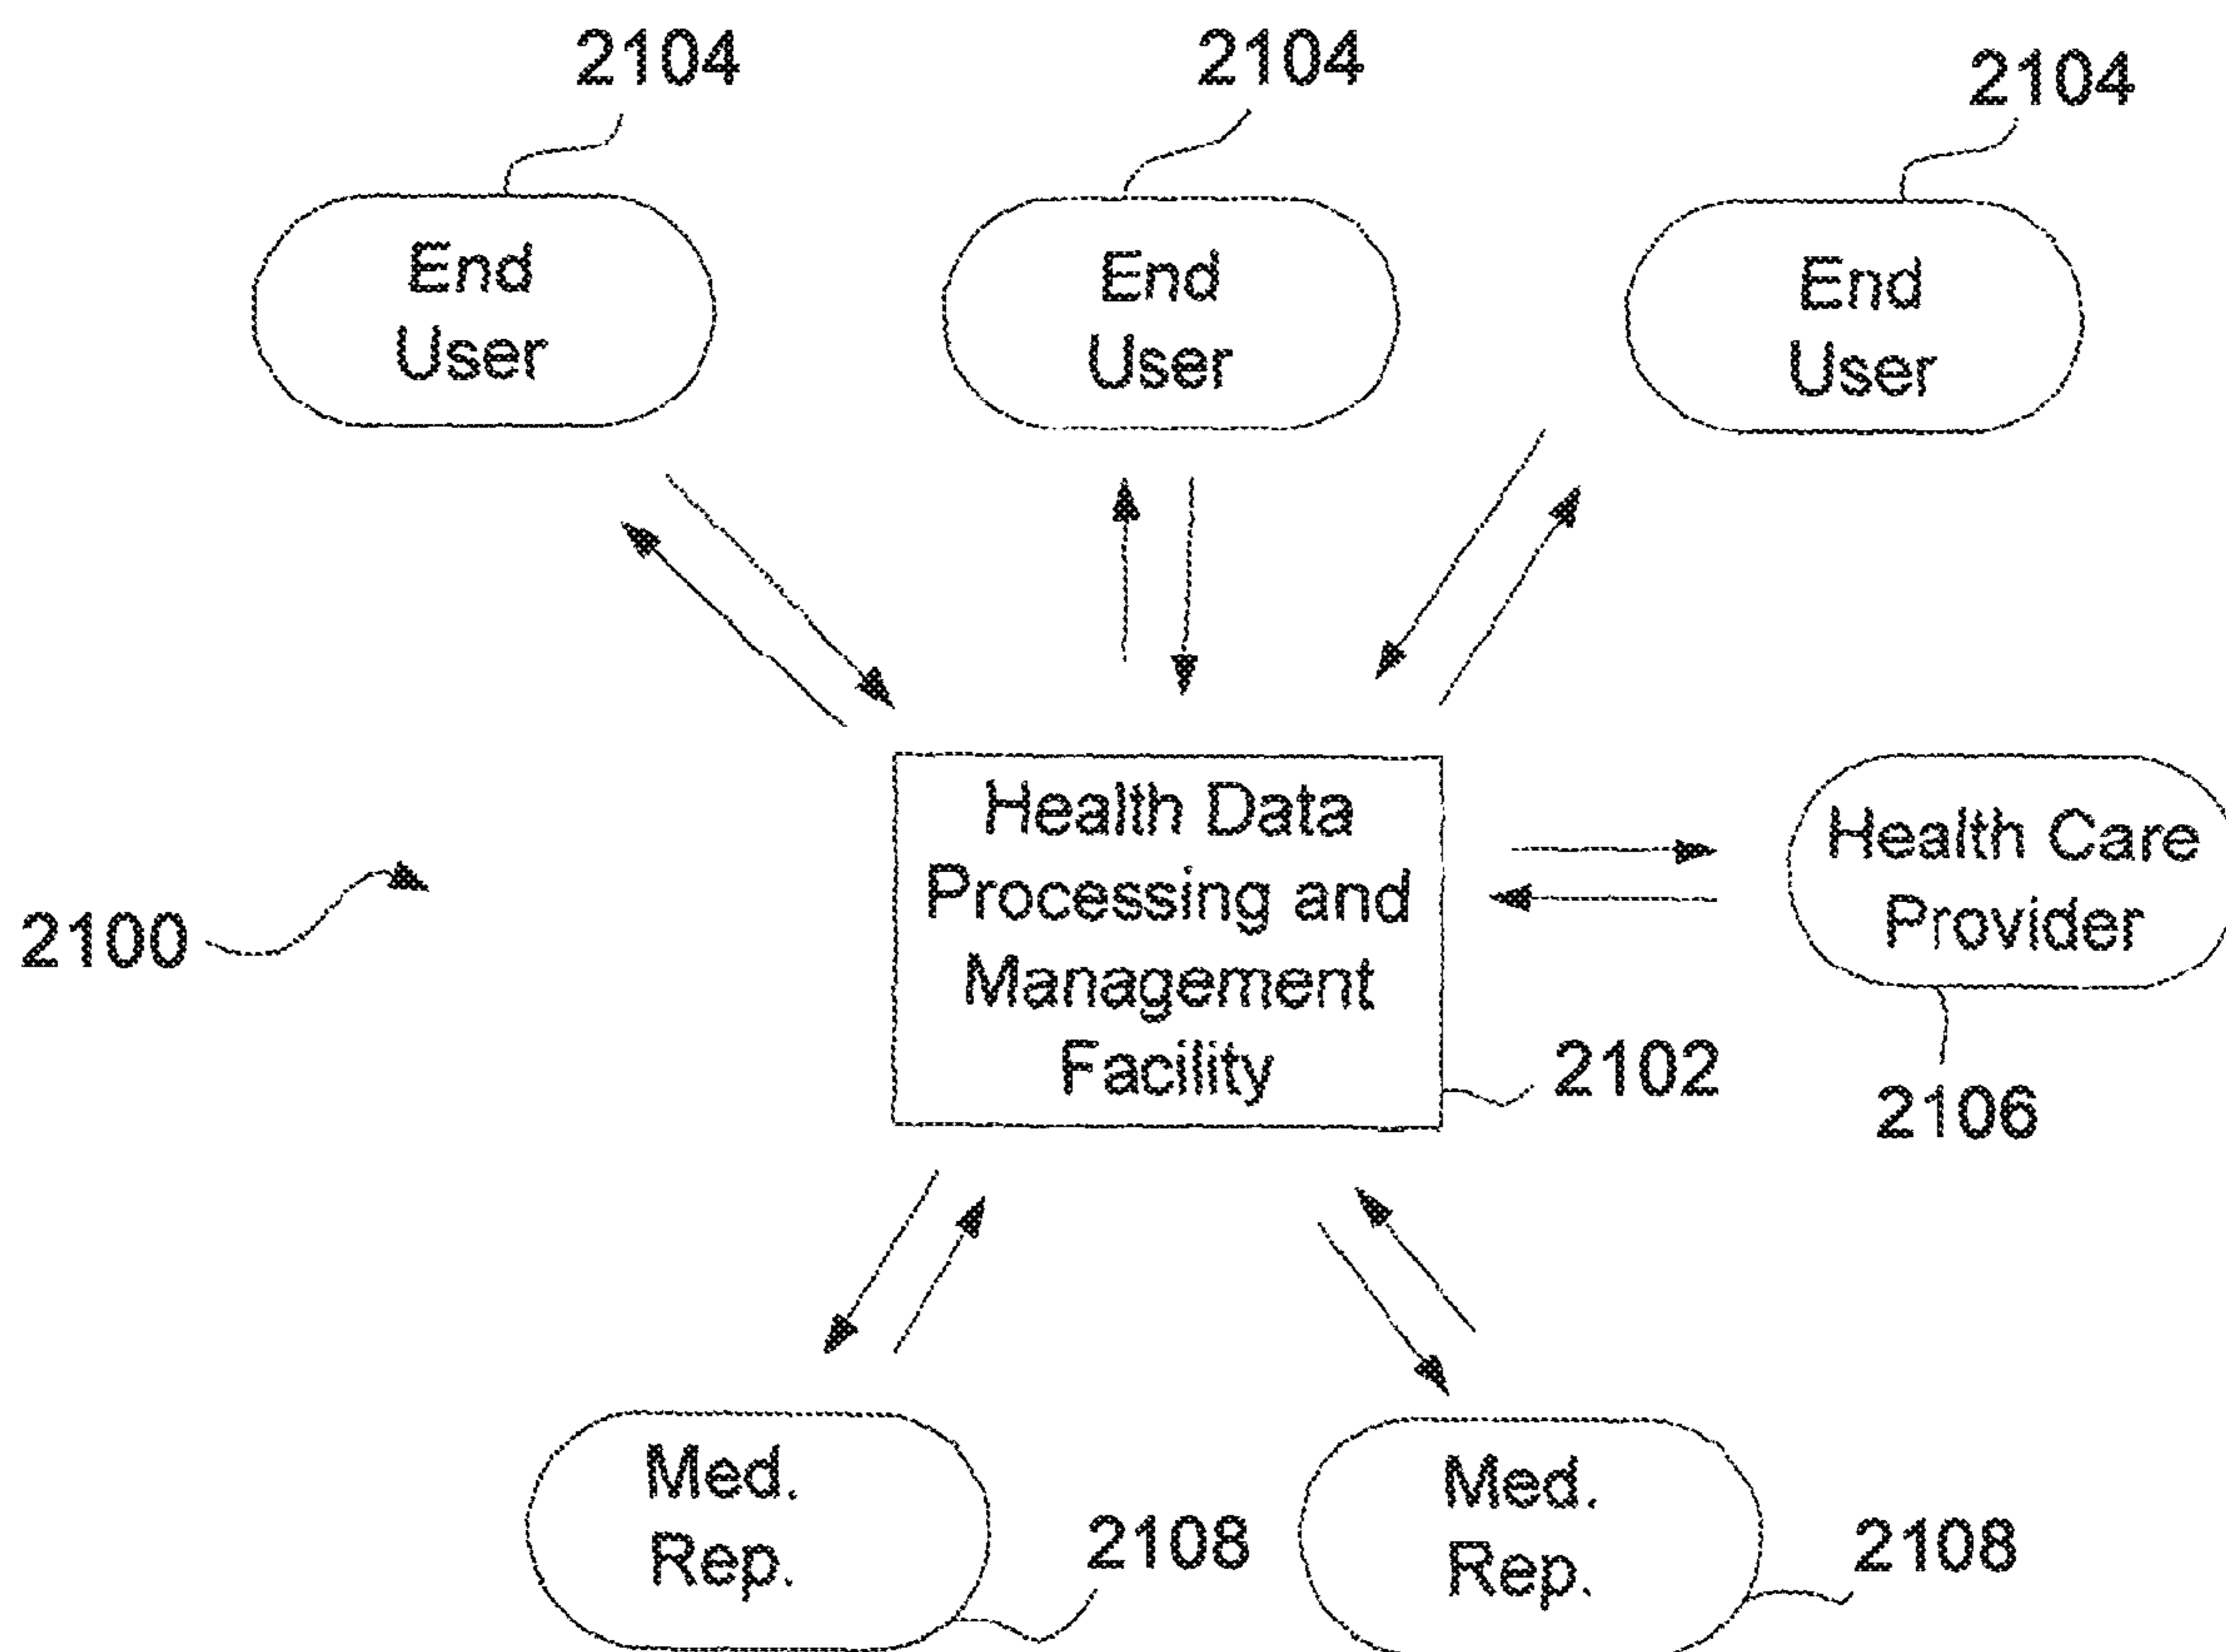 2104
2104
2104
End
User
End
User
End
User
Health Data
Processing and
Management
Facility
Health Care
Provider
2100
2102
2106
Med.
Rep.
2108
Med.
Rep.
2108